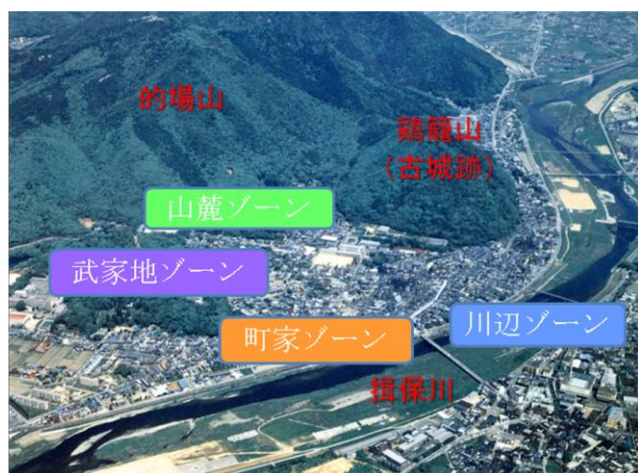 的場山
鶏籠山
（古城跡）
山麓ゾーン
武家地ゾーン
町家ゾーン
川辺ゾーン
揖保川